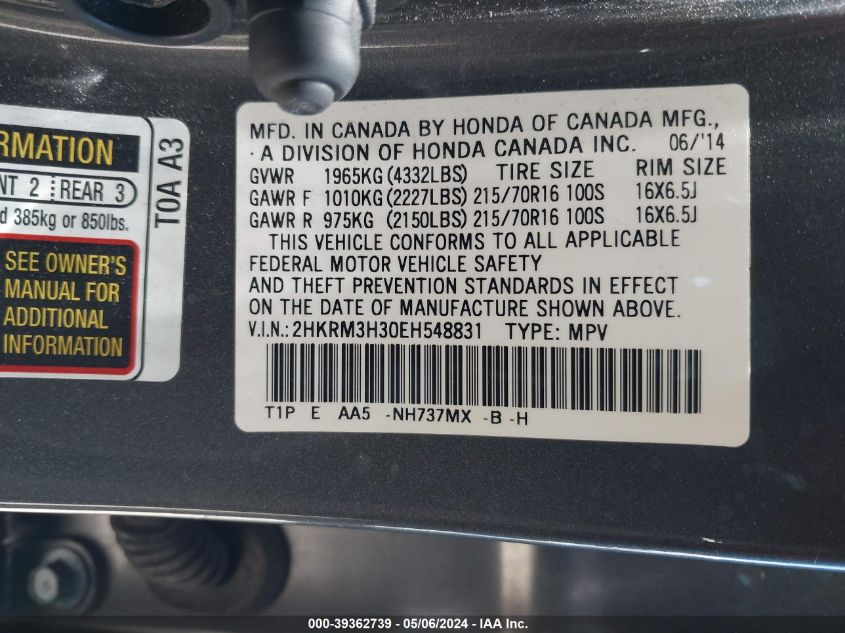 RMATION
NT 2 REAR 3
d 385kg or 850lbs.
SEE OWNER'S
MANUAL FOR
ADDITIONAL
INFORMATION
T0A A3
MFD. IN CANADA BY HONDA OF CANADA MFG.,
A DIVISION OF HONDA CANADA INC. 06/'14
GVWR 1965KG (4332LBS) TIRE SIZE RIM SIZE
GAWR F 1010KG (2227LBS) 215/70R16 100S 16X6.5J
GAWR R 975KG (2150LBS) 215/70R16 100S 16X6.5J
THIS VEHICLE CONFORMS TO ALL APPLICABLE
FEDERAL MOTOR VEHICLE SAFETY
AND THEFT PREVENTION STANDARDS IN EFFECT
ON THE DATE OF MANUFACTURE SHOWN ABOVE.
V.I.N.: 2HKRM3H30EH548831 TYPE: MPV
T1P E AA5 -NH737MX -B -H
000-39362739 - 05/06/2024 - IAA Inc.